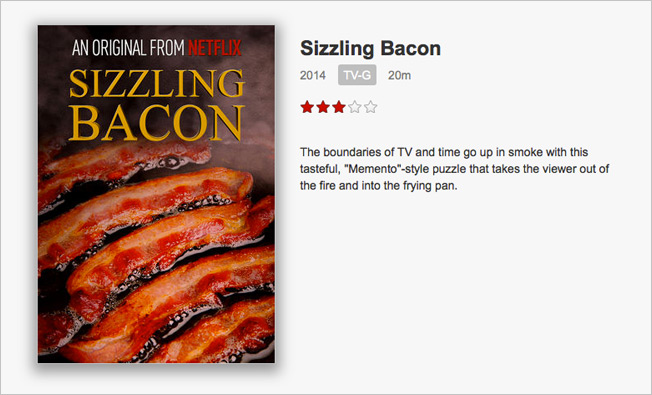 AN ORIGINAL FROM NETFLIX
SIZZLING
BACON
Sizzling Bacon
2014 TV-G 20m
The boundaries of TV and time go up in smoke with this
tasteful, "Memento"-style puzzle that takes the viewer out of
the fire and into the frying pan.